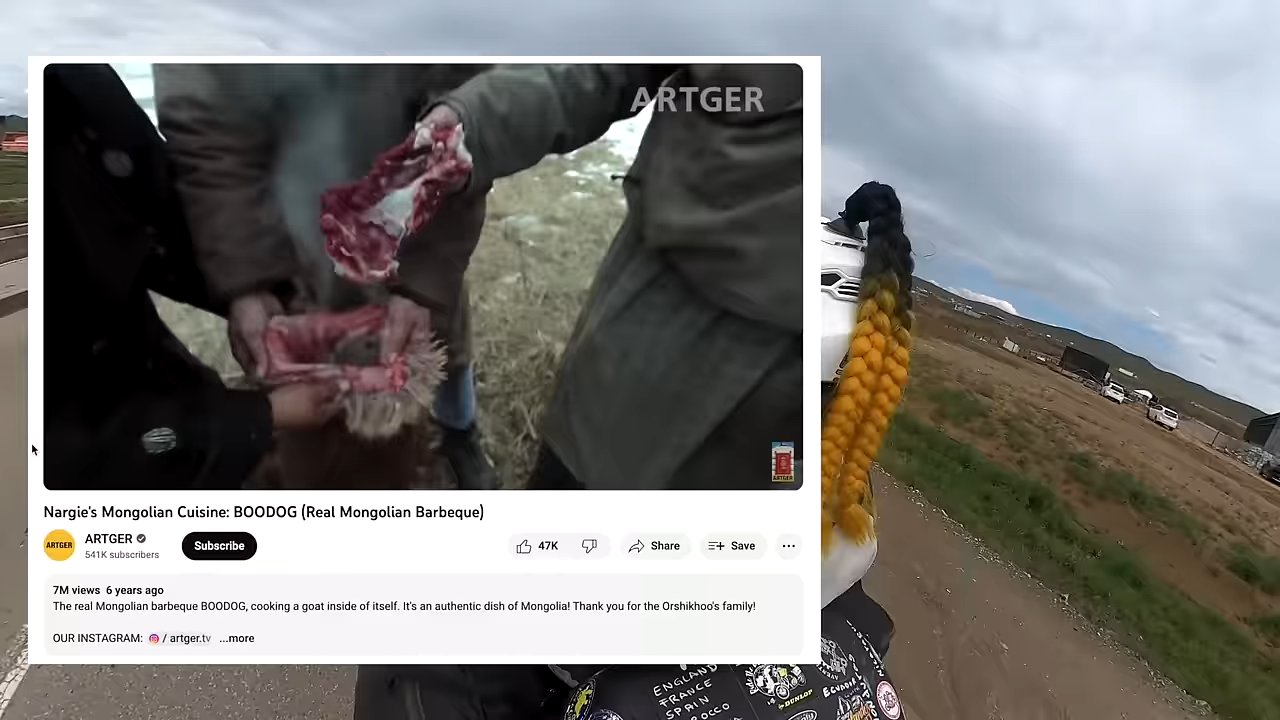 ARTGER
ARTGER
Nargie's Mongolian Cuisine: BOODOG (Real Mongolian Barbeque)
ARTGER
ARTGER
541K subscribers
Subscribe
47K
Share
Save
7M views 6 years ago
The real Mongolian barbeque BOODOG, cooking a goat inside of itself. It's an authentic dish of Mongolia! Thank you for the Orshikhoo's family!
OUR INSTAGRAM: / artger.tv ...more
ENGLAND
FRANCE
SPAIN
DUNLOP